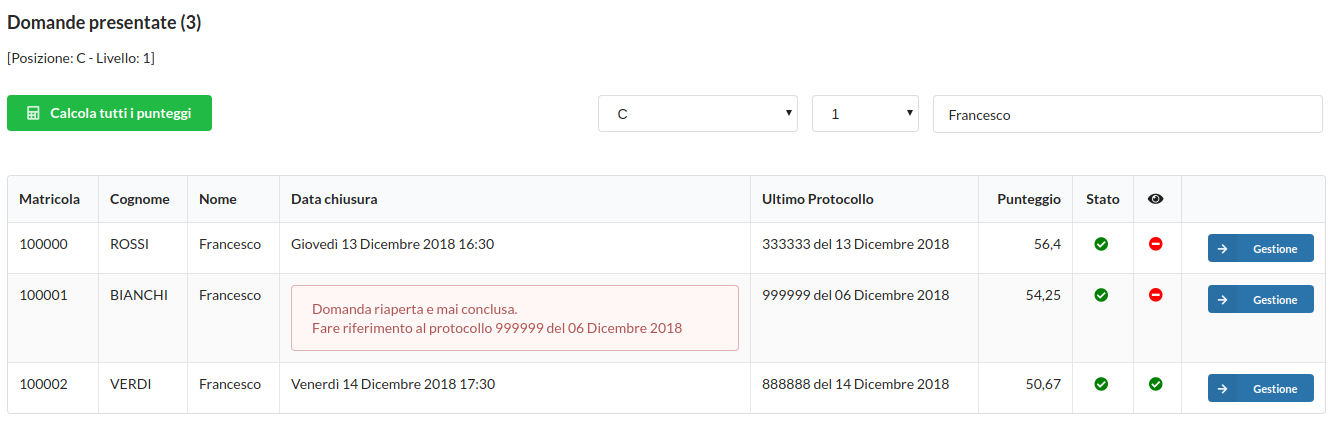 Domande presentate (3)
[Posizione: C - Livello: 1]
Calcola tutti i punteggi C 1 Francesco
Matricola Cognome Nome Data chiusura Ultimo Protocollo Punteggio Stato
100000 ROSSI Francesco Giovedì 13 Dicembre 2018 16:30 333333 del 13 Dicembre 2018 56,4 Gestione
100001 BIANCHI Francesco Domanda riaperta e mai conclusa. 999999 del 06 Dicembre 2018 54,25 Gestione
Fare riferimento al protocollo 999999 del 06 Dicembre 2018
100002 VERDI Francesco Venerdì 14 Dicembre 2018 17:30 888888 del 14 Dicembre 2018 50,67 Gestione